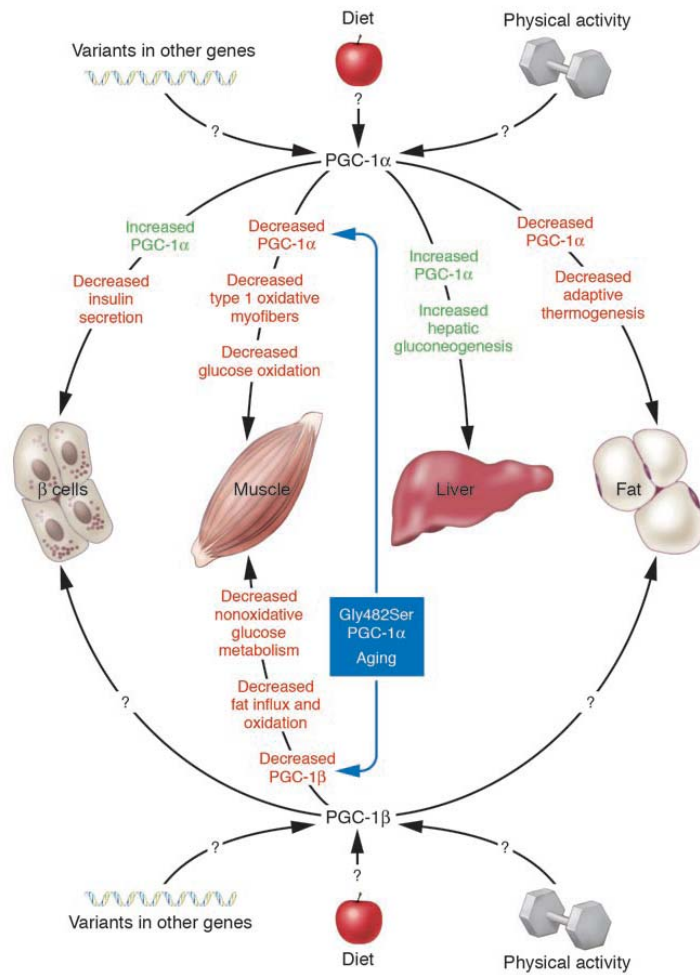 Diet
Physical activity
Variants in other genes
?
?
?
PGC-1α
Increased
PGC-1α
Decreased
insulin
secretion
Decreased
PGC-1α
Decreased
type 1 oxidative
myofibers
Decreased
glucose oxidation
Increased
PGC-1α
Increased
hepatic
gluconeogenesis
Decreased
PGC-1α
Decreased
adaptive
thermogenesis
β cells
Muscle
Liver
Fat
Decreased
nonoxidative
glucose
metabolism
Decreased
fat influx and
oxidation
Decreased
PGC-1β
Gly482Ser
PGC-1α
Aging
?
?
PGC-1β
?
?
?
Variants in other genes
Diet
Physical activity